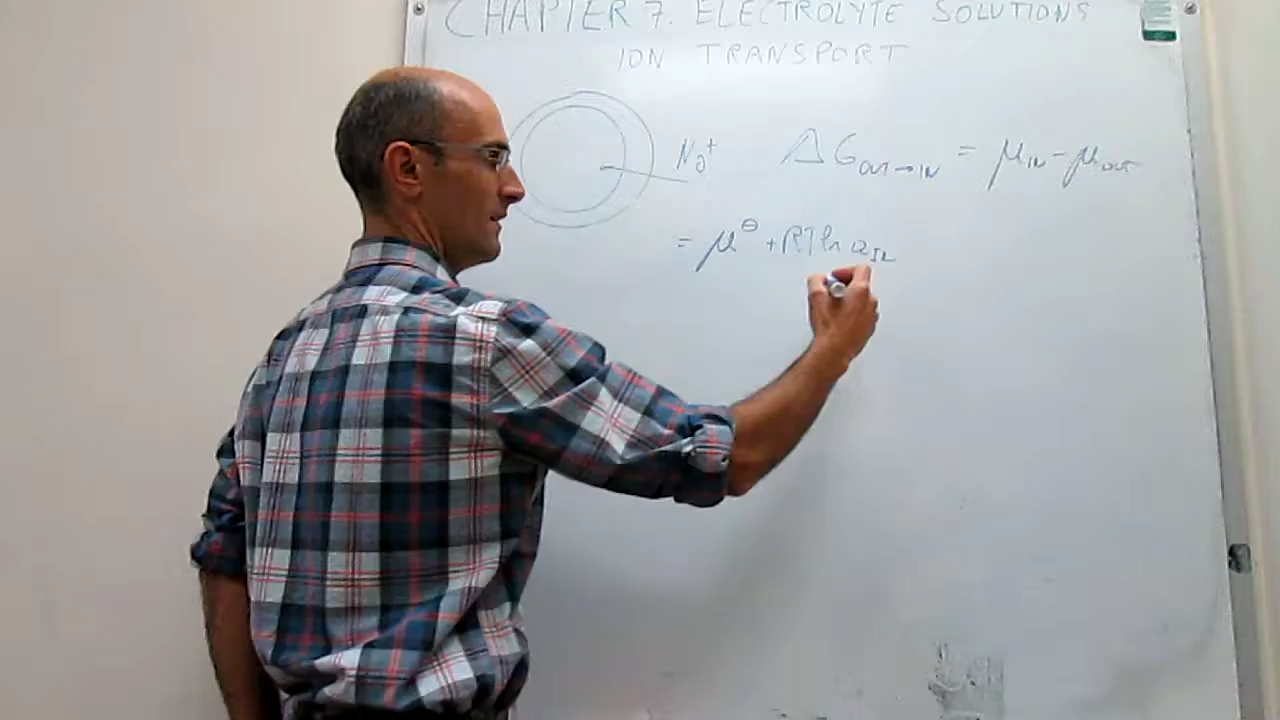 CHAPTER 7. ELECTROLYTE SOLUTIONS
ION TRANSPORT
Na⁺ ΔG_OUT→IN = μ_IN - μ_OUT
= μ^⊖ + RT ln a_IN